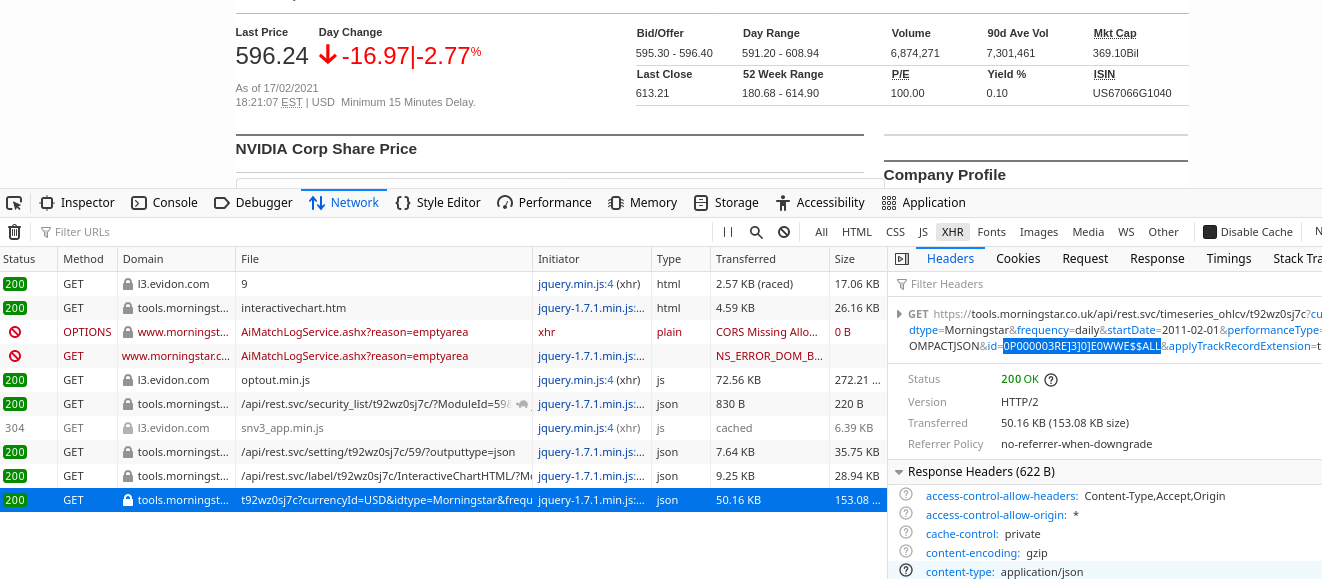 Last Price Day Change
596.24 -16.97|-2.77%
As of 17/02/2021
18:21:07 EST | USD Minimum 15 Minutes Delay.
Bid/Offer Day Range Volume 90d Ave Vol Mkt Cap
595.30 - 596.40 591.20 - 608.94 6,874,271 7,301,461 369.10Bil
Last Close 52 Week Range P/E Yield % ISIN
613.21 180.68 - 614.90 100.00 0.10 US67066G1040
NVIDIA Corp Share Price
Company Profile
Inspector Console Debugger Network Style Editor Performance Memory Storage Accessibility Application
Filter URLs All HTML CSS JS XHR Fonts Images Media WS Other Disable Cache N
Status Method Domain File Initiator Type Transferred Size
200 GET l3.evidon.com 9 jquery.min.js:4 (xhr) html 2.57 KB (raced) 17.06 KB
200 GET tools.morningst... interactivechart.htm jquery-1.7.1.min.js:... html 4.59 KB 26.16 KB
OPTIONS www.morningst... AiMatchLogService.ashx?reason=emptyarea xhr plain CORS Missing Allo... 0 B
GET www.morningstar.c... AiMatchLogService.ashx?reason=emptyarea jquery-1.7.1.min.js:... NS_ERROR_DOM_B...
200 GET l3.evidon.com optout.min.js jquery.min.js:4 (xhr) js 72.56 KB 272.21 ...
200 GET tools.morningst... /api/rest.svc/security_list/t92wz0sj7c/?ModuleId=59& jquery-1.7.1.min.js:... json 830 B 220 B
304 GET l3.evidon.com snv3_app.min.js jquery.min.js:4 (xhr) js cached 6.39 KB
200 GET tools.morningst... /api/rest.svc/setting/t92wz0sj7c/59/?outputtype=json jquery-1.7.1.min.js:... json 7.64 KB 35.75 KB
200 GET tools.morningst... /api/rest.svc/label/t92wz0sj7c/InteractiveChartHTML/?M jquery-1.7.1.min.js:... json 9.25 KB 28.94 KB
200 GET tools.morningst... t92wz0sj7c?currencyId=USD&idtype=Morningstar&frequ jquery-1.7.1.min.js:... json 50.16 KB 153.08 ...
Headers Cookies Request Response Timings Stack Tra
Filter Headers
GET https://tools.morningstar.co.uk/api/rest.svc/timeseries_ohlcv/t92wz0sj7c?cu
dtype=Morningstar&frequency=daily&startDate=2011-02-01&performanceType=
OMPACTJSON&id=0P000003RE]3]0]E0WWE$$ALL&applyTrackRecordExtension=t
Status 200 OK
Version HTTP/2
Transferred 50.16 KB (153.08 KB size)
Referrer Policy no-referrer-when-downgrade
Response Headers (622 B)
access-control-allow-headers: Content-Type,Accept,Origin
access-control-allow-origin: *
cache-control: private
content-encoding: gzip
content-type: application/json